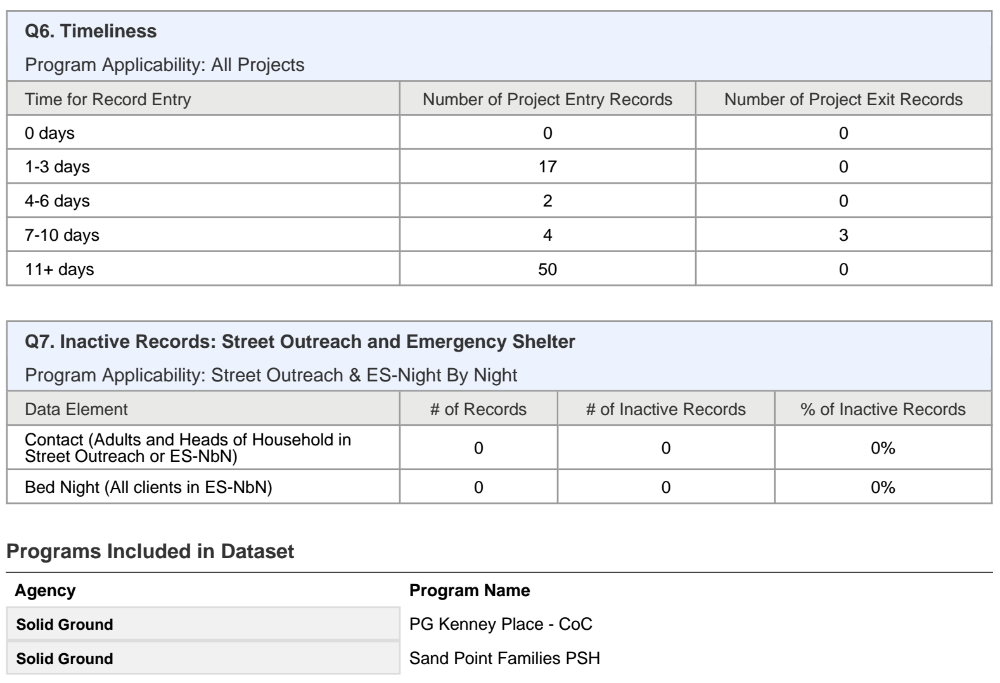 Q6. Timeliness
Program Applicability: All Projects
Time for Record Entry Number of Project Entry Records Number of Project Exit Records
0 days 0 0
1-3 days 17 0
4-6 days 2 0
7-10 days 4 3
11+ days 50 0
Q7. Inactive Records: Street Outreach and Emergency Shelter
Program Applicability: Street Outreach & ES-Night By Night
Data Element # of Records # of Inactive Records % of Inactive Records
Contact (Adults and Heads of Household in
Street Outreach or ES-NbN) 0 0 0%
Bed Night (All clients in ES-NbN) 0 0 0%
Programs Included in Dataset
Agency Program Name
Solid Ground PG Kenney Place - CoC
Solid Ground Sand Point Families PSH